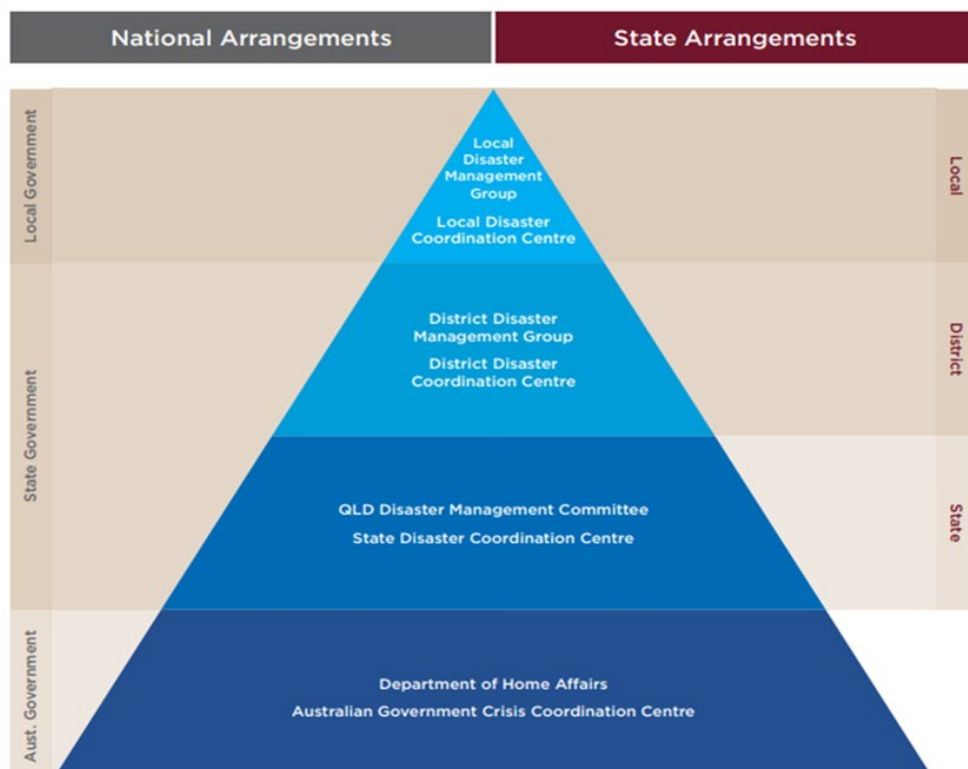 National Arrangements
State Arrangements
Local Government
Local
Disaster
Management
Group
Local Disaster
Coordination Centre
Local
State Government
District Disaster
Management Group
District Disaster
Coordination Centre
District
QLD Disaster Management Committee
State Disaster Coordination Centre
State
Aust. Government
Department of Home Affairs
Australian Government Crisis Coordination Centre